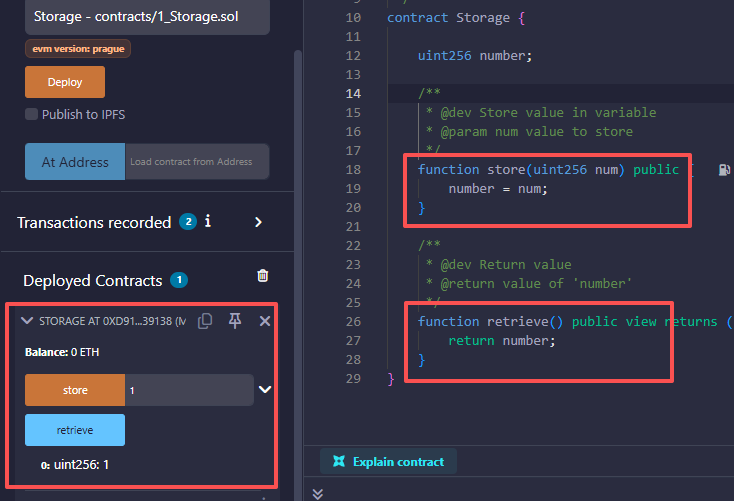 Storage - contracts/1_Storage.sol
evm version: prague
Deploy
Publish to IPFS
At Address
Load contract from Address
Transactions recorded 2 i
Deployed Contracts 1
STORAGE AT 0XD91...39138 (M
Balance: 0 ETH
store
1
retrieve
0: uint256: 1
10 contract Storage {
11
12 uint256 number;
13
14 /**
15 * @dev Store value in variable
16 * @param num value to store
17 */
18 function store(uint256 num) public {
19 number = num;
20 }
21
22 /**
23 * @dev Return value
24 * @return value of 'number'
25 */
26 function retrieve() public view returns (
27 return number;
28 }
29 }
Explain contract